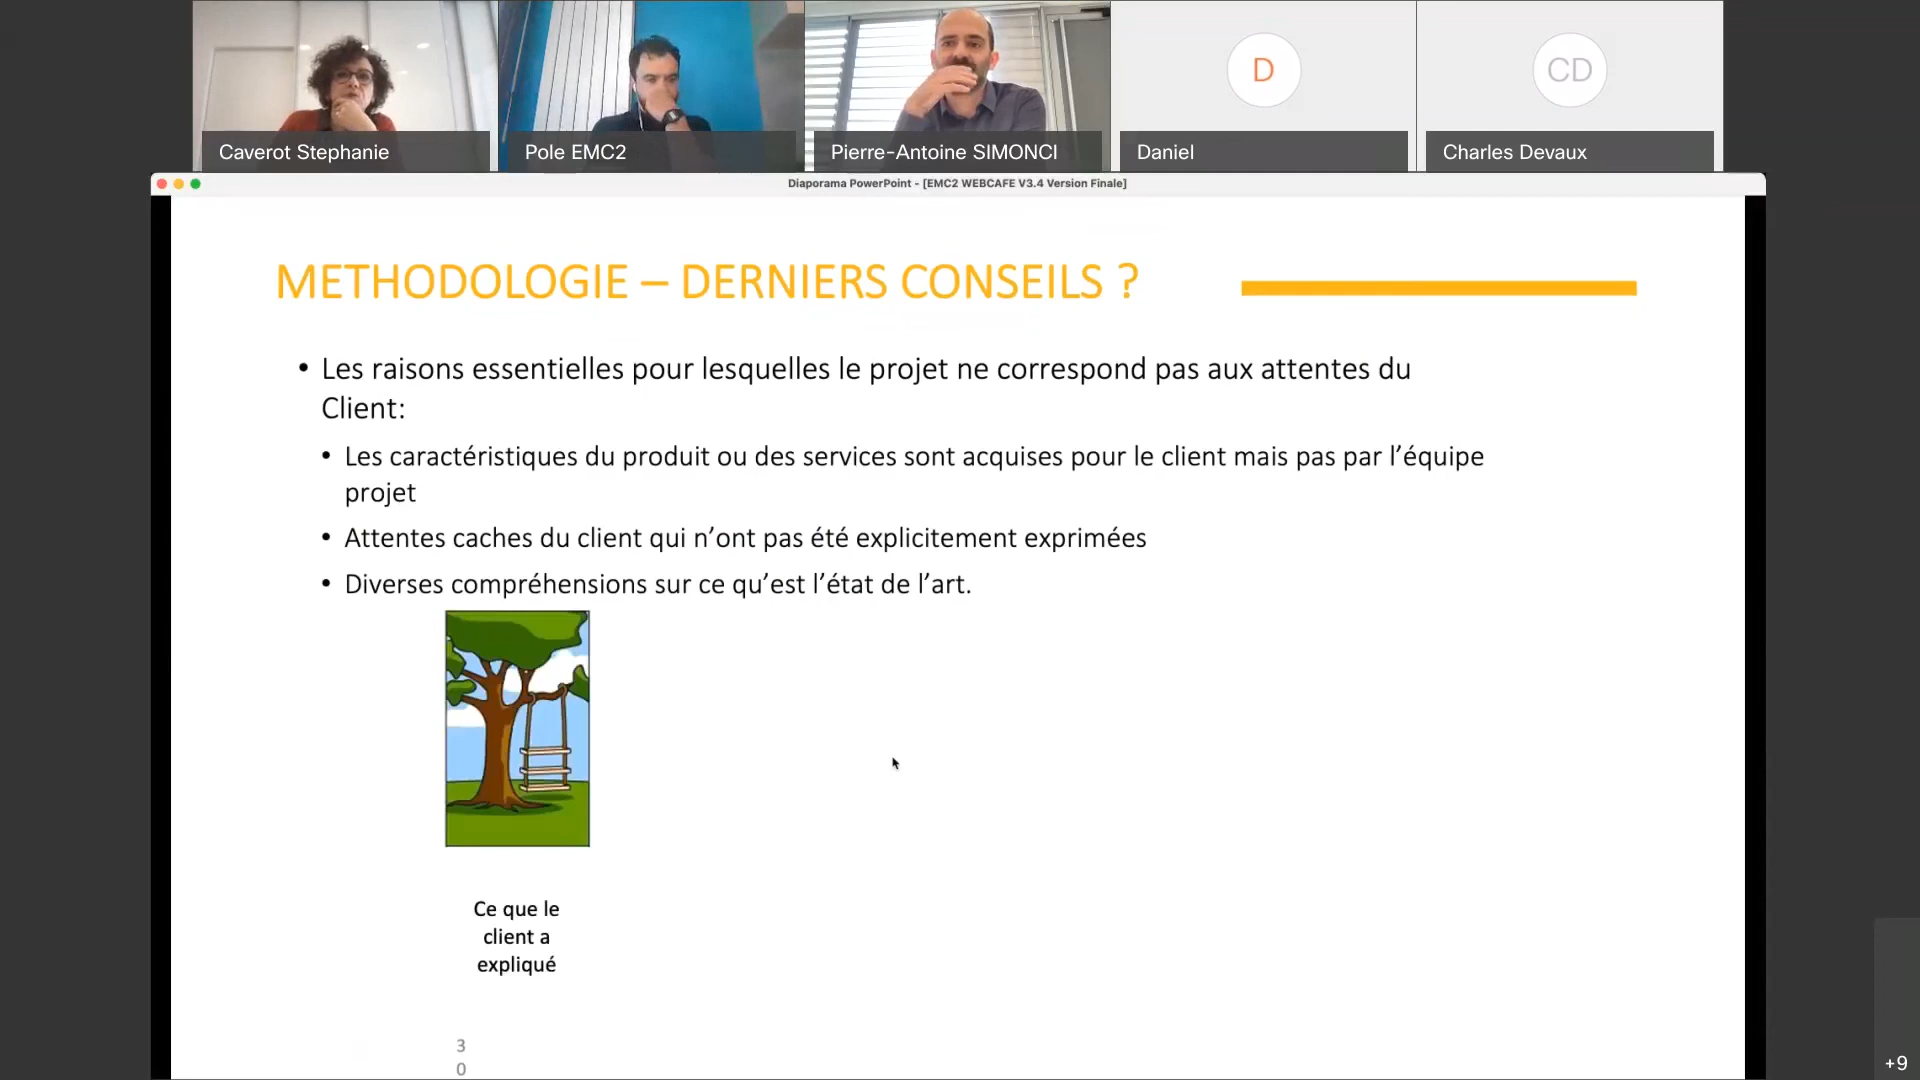 Caverot Stephanie
Pole EMC2
Pierre-Antoine SIMONCI
D
Daniel
CD
Charles Devaux
Diaporama PowerPoint - [EMC2 WEBCAFE V3.4 Version Finale]
METHODOLOGIE – DERNIERS CONSEILS ?
• Les raisons essentielles pour lesquelles le projet ne correspond pas aux attentes du
Client:
• Les caractéristiques du produit ou des services sont acquises pour le client mais pas par l’équipe
projet
• Attentes caches du client qui n’ont pas été explicitement exprimées
• Diverses compréhensions sur ce qu’est l’état de l’art.
Ce que le
client a
expliqué
3
0
+9